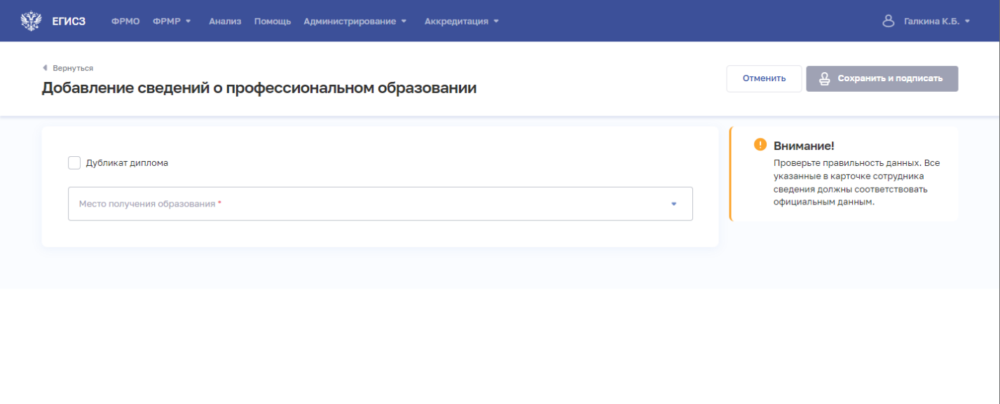 ЕГИСЗ ФРМО ФРМР Анализ Помощь Администрирование Аккредитация Галкина К.Б.
Вернуться
Добавление сведений о профессиональном образовании
Отменить Сохранить и подписать
Дубликат диплома
Место получения образования *
Внимание!
Проверьте правильность данных. Все
указанные в карточке сотрудника
сведения должны соответствовать
официальным данным.